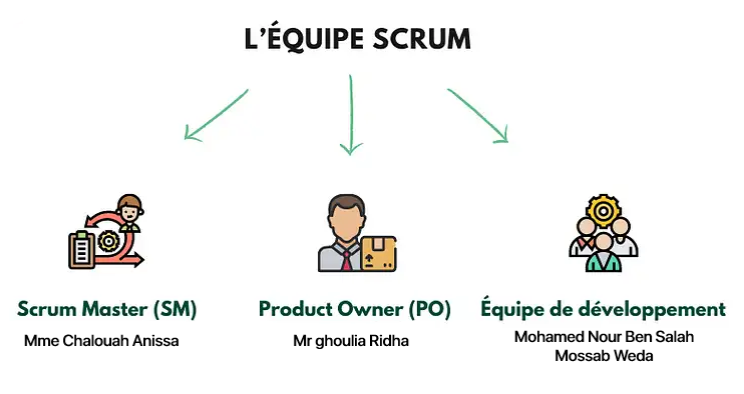 L'ÉQUIPE SCRUM
Scrum Master (SM)
Mme Chalouah Anissa
Product Owner (PO)
Mr ghoulia Ridha
Équipe de développement
Mohamed Nour Ben Salah
Mossab Weda